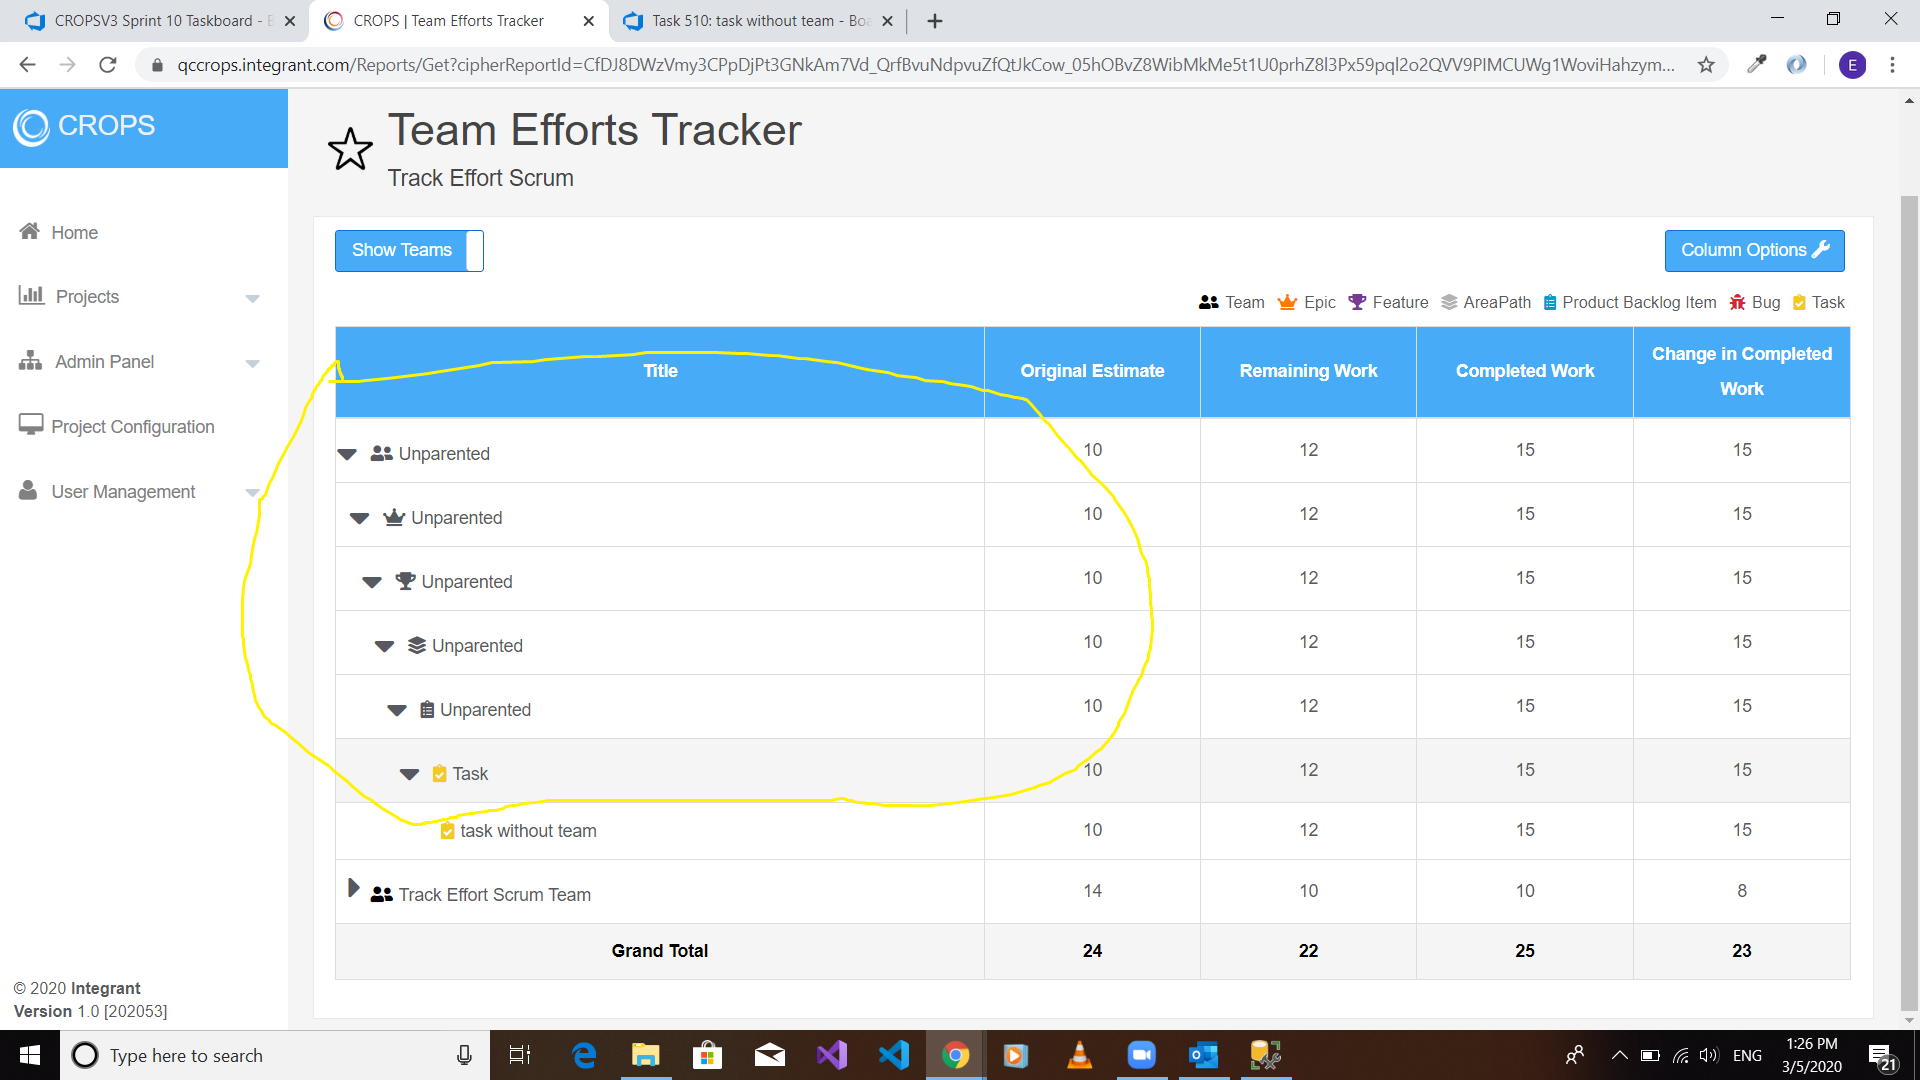 CROPSV3 Sprint 10 Taskboard - B
CROPS | Team Efforts Tracker
Task 510: task without team - Boa
qccrops.integrant.com/Reports/Get?cipherReportId=CfDJ8DWzVmy3CPpDjPt3GNkAm7Vd_QrfBvuNdpvuZfQtJkCow_05hOBvZ8WibMkMe5t1U0prhZ8l3Px59pql2o2QVV9PIMCUWg1WoviHahzym...
E
CROPS
Team Efforts Tracker
Track Effort Scrum
Home
Projects
Admin Panel
Project Configuration
User Management
Show Teams
Column Options
Team Epic Feature AreaPath Product Backlog Item Bug Task
Title Original Estimate Remaining Work Completed Work Change in Completed Work
Unparented 10 12 15 15
Unparented 10 12 15 15
Unparented 10 12 15 15
Unparented 10 12 15 15
Unparented 10 12 15 15
Task 10 12 15 15
task without team 10 12 15 15
Track Effort Scrum Team 14 10 10 8
Grand Total 24 22 25 23
© 2020 Integrant
Version 1.0 [202053]
Type here to search
ENG
1:26 PM
3/5/2020
21